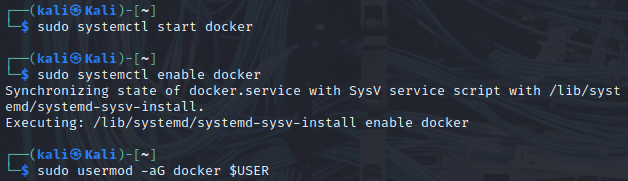 ┌──(kali㉿Kali)-[~]
└─$ sudo systemctl start docker
┌──(kali㉿Kali)-[~]
└─$ sudo systemctl enable docker
Synchronizing state of docker.service with SysV service script with /lib/syst
emd/systemd-sysv-install.
Executing: /lib/systemd/systemd-sysv-install enable docker
┌──(kali㉿Kali)-[~]
└─$ sudo usermod -aG docker $USER